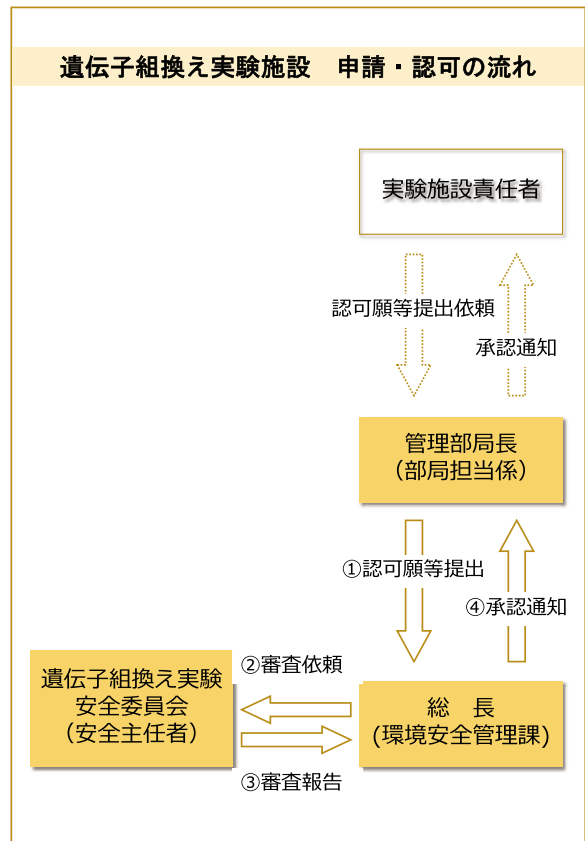 遺伝子組換え実験施設　申請・認可の流れ
実験施設責任者
認可願等提出依頼
承認通知
管理部局長
（部局担当係）
①認可願等提出
④承認通知
②審査依頼
遺伝子組換え実験
安全委員会
（安全主任者）
総　長
(環境安全管理課)
③審査報告